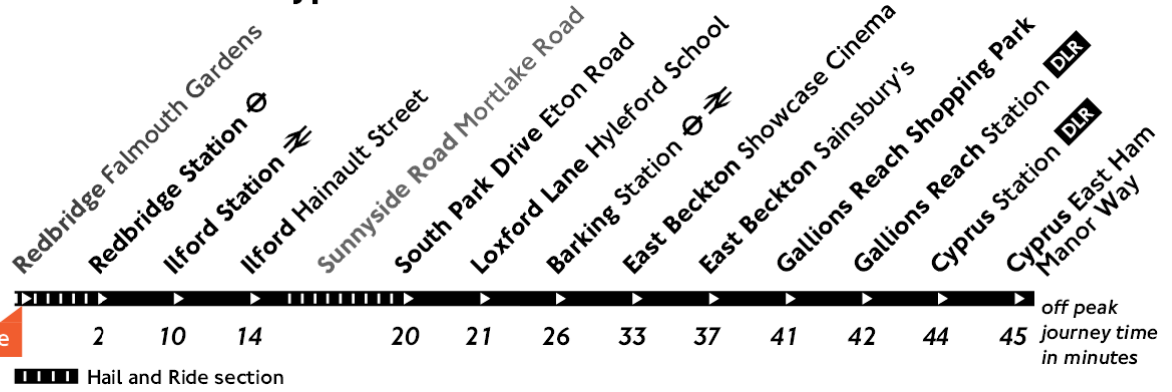 Redbridge Falmouth Gardens
Redbridge Station
Ilford Station
Ilford Hainault Street
Sunnyside Road Mortlake Road
South Park Drive Eton Road
Loxford Lane Hyleford School
Barking Station
East Beckton Showcase Cinema
East Beckton Sainsbury's
Gallions Reach Shopping Park
Gallions Reach Station DLR
Cyprus Station DLR
Cyprus East Ham
Manor Way
2 10 14 20 21 26 33 37 41 42 44 45
off peak
journey time
in minutes
Hail and Ride section